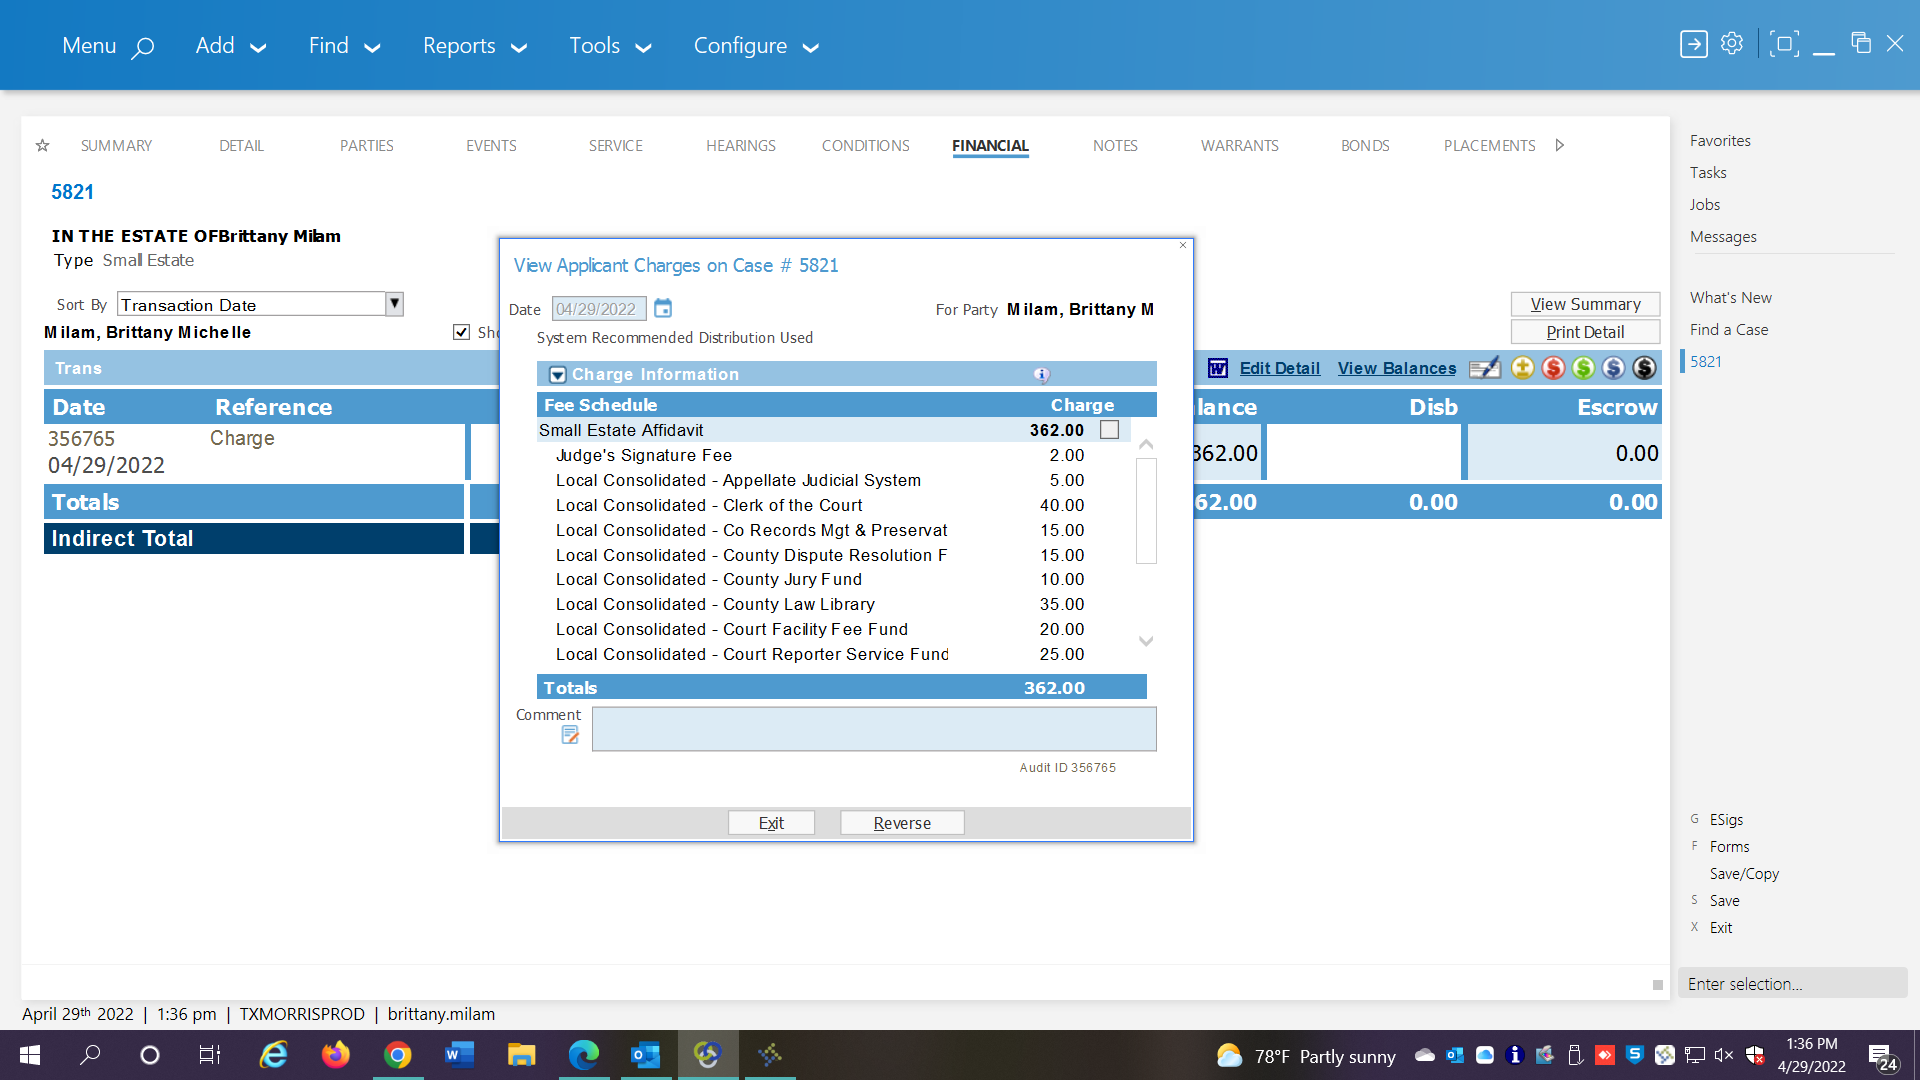 Menu Add Find Reports Tools Configure
SUMMARY DETAIL PARTIES EVENTS SERVICE HEARINGS CONDITIONS FINANCIAL NOTES WARRANTS BONDS PLACEMENTS
5821
IN THE ESTATE OFBrittany Milam
Type Small Estate
Sort By Transaction Date
Milam, Brittany Michelle
View Summary
Print Detail
Trans
Edit Detail View Balances
Date Reference
Disb Escrow
356765 Charge
04/29/2022
362.00 0.00
Totals
62.00 0.00 0.00
Indirect Total
View Applicant Charges on Case # 5821
Date 04/29/2022 For Party Milam, Brittany M
System Recommended Distribution Used
Charge Information
Fee Schedule Charge
Small Estate Affidavit 362.00
Judge's Signature Fee 2.00
Local Consolidated - Appellate Judicial System 5.00
Local Consolidated - Clerk of the Court 40.00
Local Consolidated - Co Records Mgt & Preservat 15.00
Local Consolidated - County Dispute Resolution F 15.00
Local Consolidated - County Jury Fund 10.00
Local Consolidated - County Law Library 35.00
Local Consolidated - Court Facility Fee Fund 20.00
Local Consolidated - Court Reporter Service Fund 25.00
Totals 362.00
Comment
Audit ID 356765
Exit Reverse
Favorites
Tasks
Jobs
Messages
What's New
Find a Case
5821
G ESigs
F Forms
Save/Copy
S Save
X Exit
Enter selection...
April 29th 2022 | 1:36 pm | TXMORRISPROD | brittany.milam
78°F Partly sunny
1:36 PM
4/29/2022
24